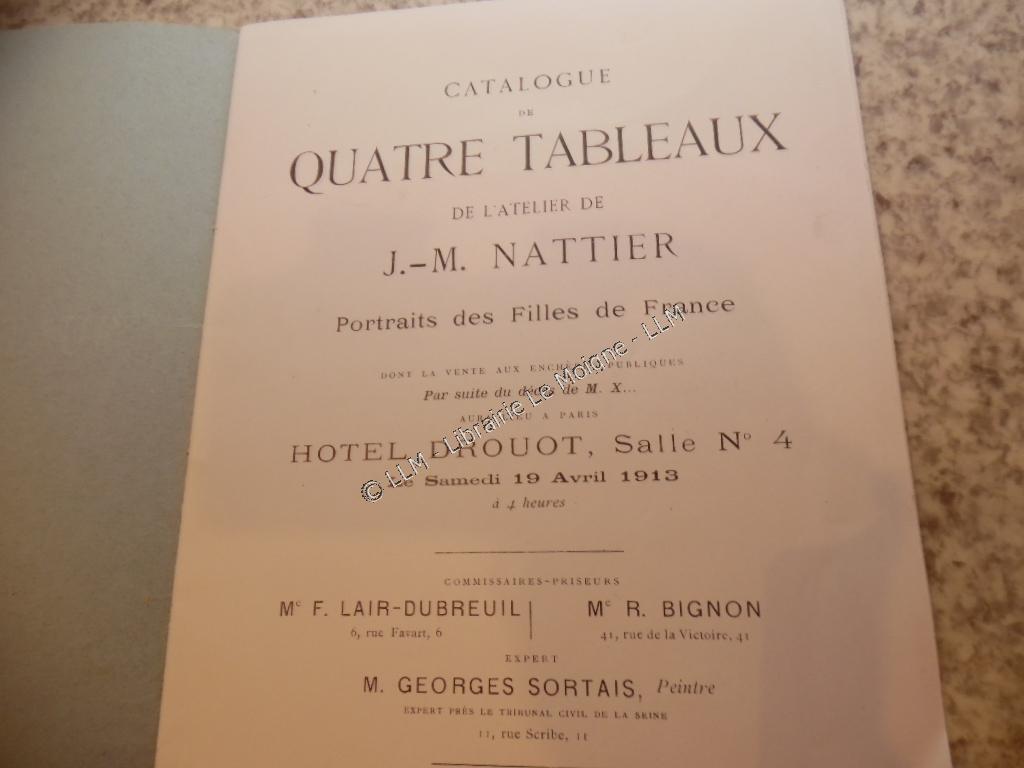 CATALOGUE
DE
QUATRE TABLEAUX
DE L'ATELIER DE
J.-M. NATTIER
Portraits des Filles de France
DONT LA VENTE AUX ENCHÈRES PUBLIQUES
Par suite du décès de M. X...
AURA LIEU A PARIS
HOTEL DROUOT, Salle No 4
Le Samedi 19 Avril 1913
à 4 heures
© LLM - Librairie Le Moigne - LLM
COMMISSAIRES-PRISEURS
Me F. LAIR-DUBREUIL
6, rue Favart, 6
Me R. BIGNON
41, rue de la Victoire, 41
EXPERT
M. GEORGES SORTAIS, Peintre
EXPERT PRÈS LE TRIBUNAL CIVIL DE LA SEINE
11, rue Scribe, 11